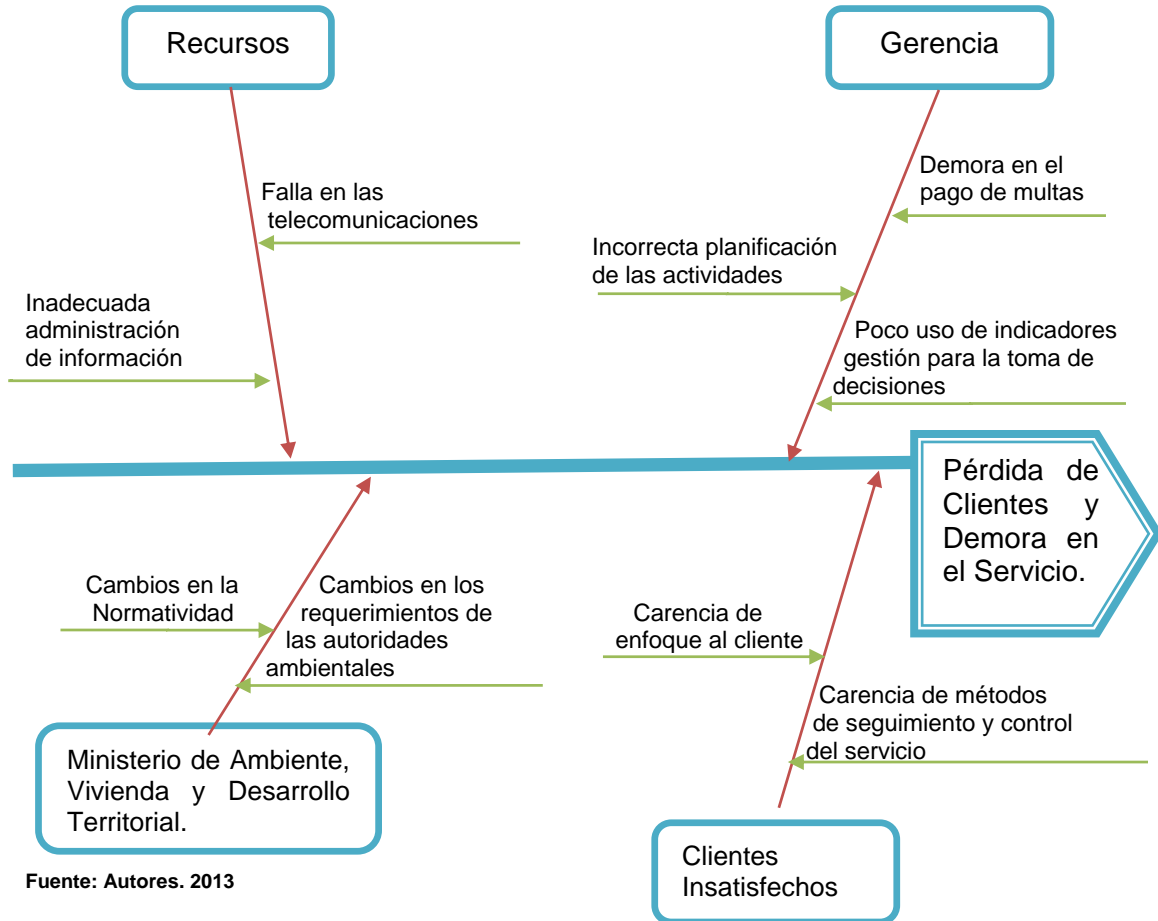 Recursos
Gerencia
Falla en las
telecomunicaciones
Demora en el
pago de multas
Incorrecta planificación
de las actividades
Inadecuada
administración
de información
Poco uso de indicadores
gestión para la toma de
decisiones
Pérdida de
Clientes y
Demora en
el Servicio.
Cambios en la
Normatividad
Cambios en los
requerimientos de
las autoridades
ambientales
Carencia de
enfoque al cliente
Carencia de métodos
de seguimiento y control
del servicio
Ministerio de Ambiente,
Vivienda y Desarrollo
Territorial.
Clientes
Insatisfechos
Fuente: Autores. 2013